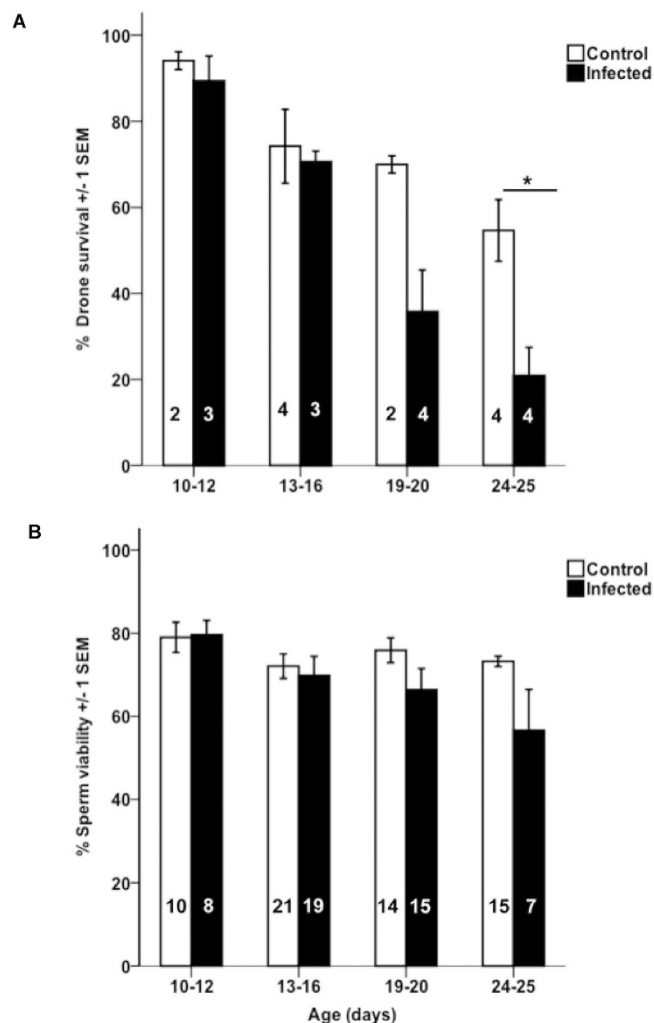 A
% Drone survival +/- 1 SEM
100
80
60
40
20
0
Control
Infected
*
2 3 4 3 2 4 4 4
10-12 13-16 19-20 24-25
B
% Sperm viability +/- 1 SEM
100
80
60
40
20
0
Control
Infected
10 8 21 19 14 15 15 7
10-12 13-16 19-20 24-25
Age (days)